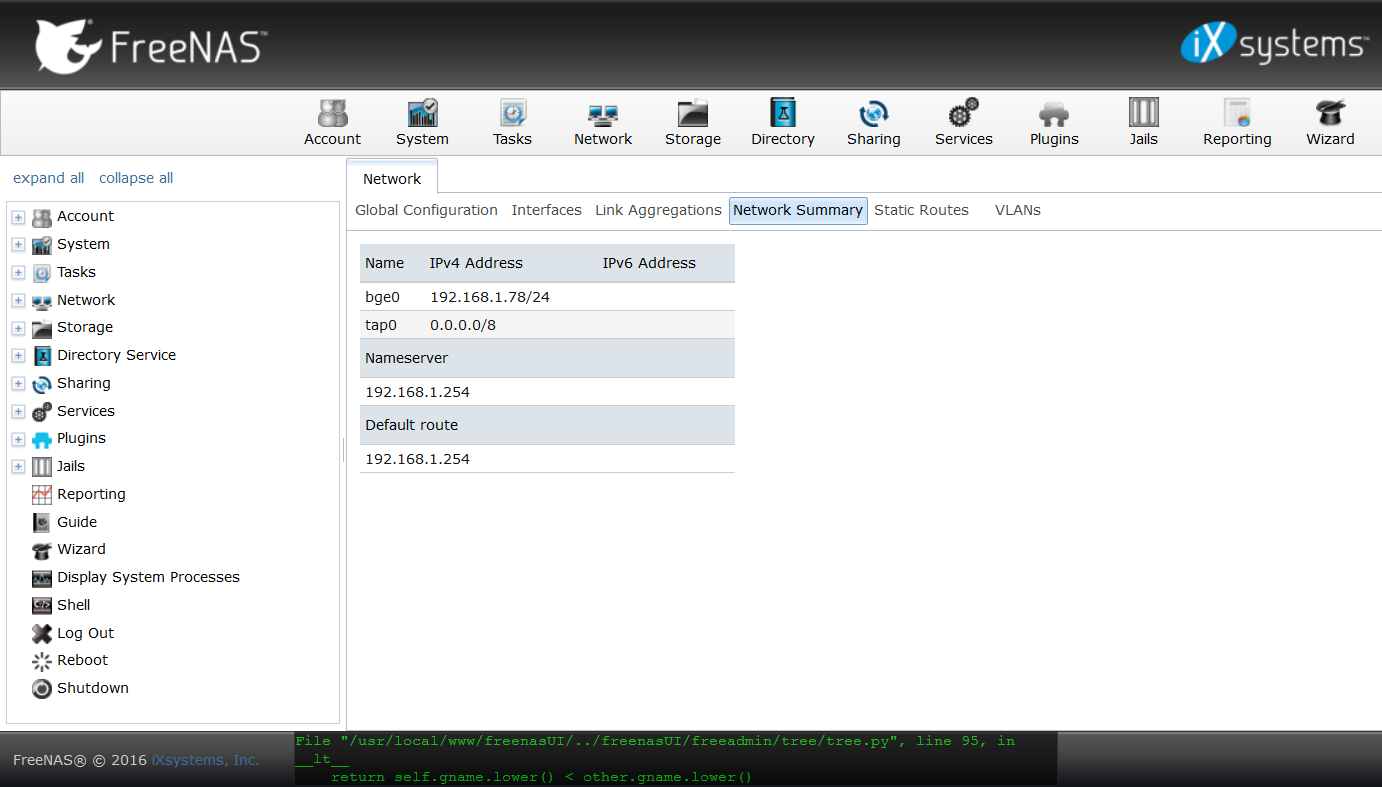 FreeNAS™
iXsystems™
Account System Tasks Network Storage Directory Sharing Services Plugins Jails Reporting Wizard
expand all collapse all
Account
System
Tasks
Network
Storage
Directory Service
Sharing
Services
Plugins
Jails
Reporting
Guide
Wizard
Display System Processes
Shell
Log Out
Reboot
Shutdown
Network
Global Configuration Interfaces Link Aggregations Network Summary Static Routes VLANs
Name IPv4 Address IPv6 Address
bge0 192.168.1.78/24
tap0 0.0.0.0/8
Nameserver
192.168.1.254
Default route
192.168.1.254
FreeNAS® © 2016 iXsystems, Inc.
File "/usr/local/www/freenasUI/../freenasUI/freeadmin/tree/tree.py", line 95, in
__lt__
return self.gname.lower() < other.gname.lower()